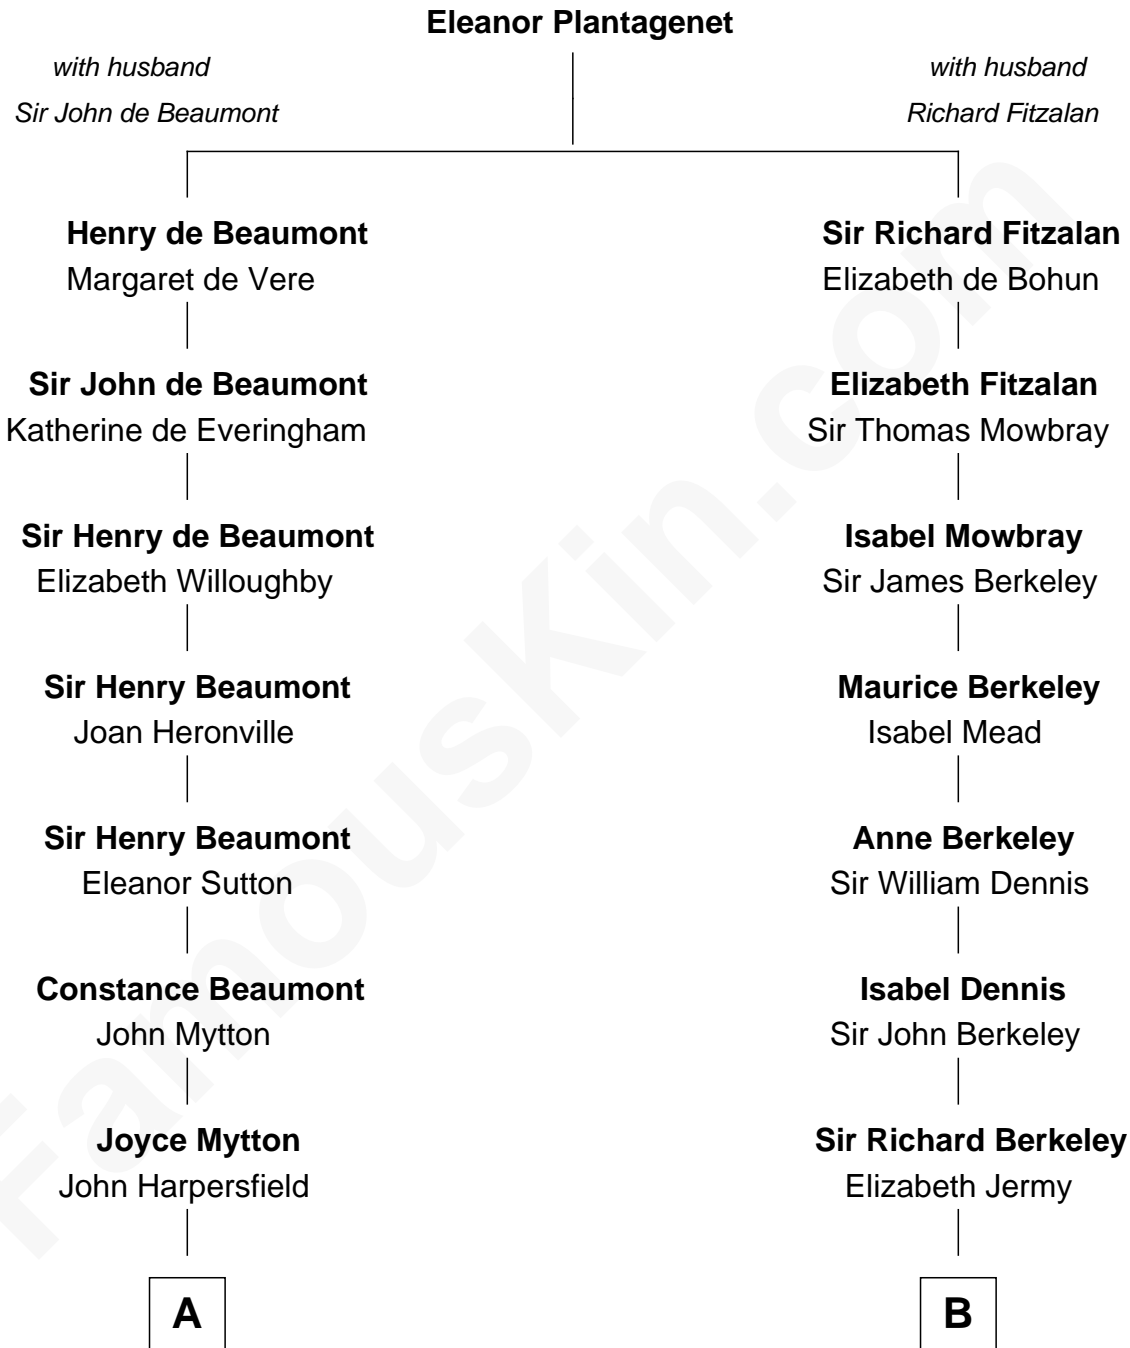 Eleanor Plantagenet
with husband
Sir John de Beaumont
with husband
Richard Fitzalan
Henry de Beaumont
Margaret de Vere
Sir Richard Fitzalan
Elizabeth de Bohun
Sir John de Beaumont
Katherine de Everingham
Elizabeth Fitzalan
Sir Thomas Mowbray
Sir Henry de Beaumont
Elizabeth Willoughby
Isabel Mowbray
Sir James Berkeley
Sir Henry Beaumont
Joan Heronville
Maurice Berkeley
Isabel Mead
Sir Henry Beaumont
Eleanor Sutton
Anne Berkeley
Sir William Dennis
Constance Beaumont
John Mytton
Isabel Dennis
Sir John Berkeley
Joyce Mytton
John Harpersfield
Sir Richard Berkeley
Elizabeth Jermy
A
B
FamousKin.com